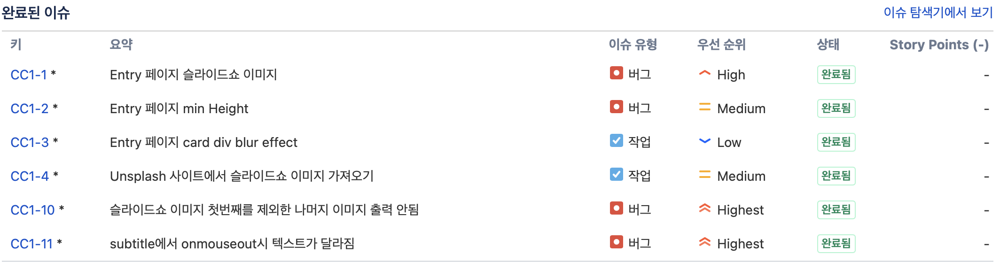 완료된 이슈 이슈 탐색기에서 보기
키 요약 이슈 유형 우선 순위 상태 Story Points (-)
CC1-1 * Entry 페이지 슬라이드쇼 이미지 버그 High 완료됨 -
CC1-2 * Entry 페이지 min Height 버그 Medium 완료됨 -
CC1-3 * Entry 페이지 card div blur effect 작업 Low 완료됨 -
CC1-4 * Unsplash 사이트에서 슬라이드쇼 이미지 가져오기 작업 Medium 완료됨 -
CC1-10 * 슬라이드쇼 이미지 첫번째를 제외한 나머지 이미지 출력 안됨 버그 Highest 완료됨 -
CC1-11 * subtitle에서 onmouseout시 텍스트가 달라짐 버그 Highest 완료됨 -